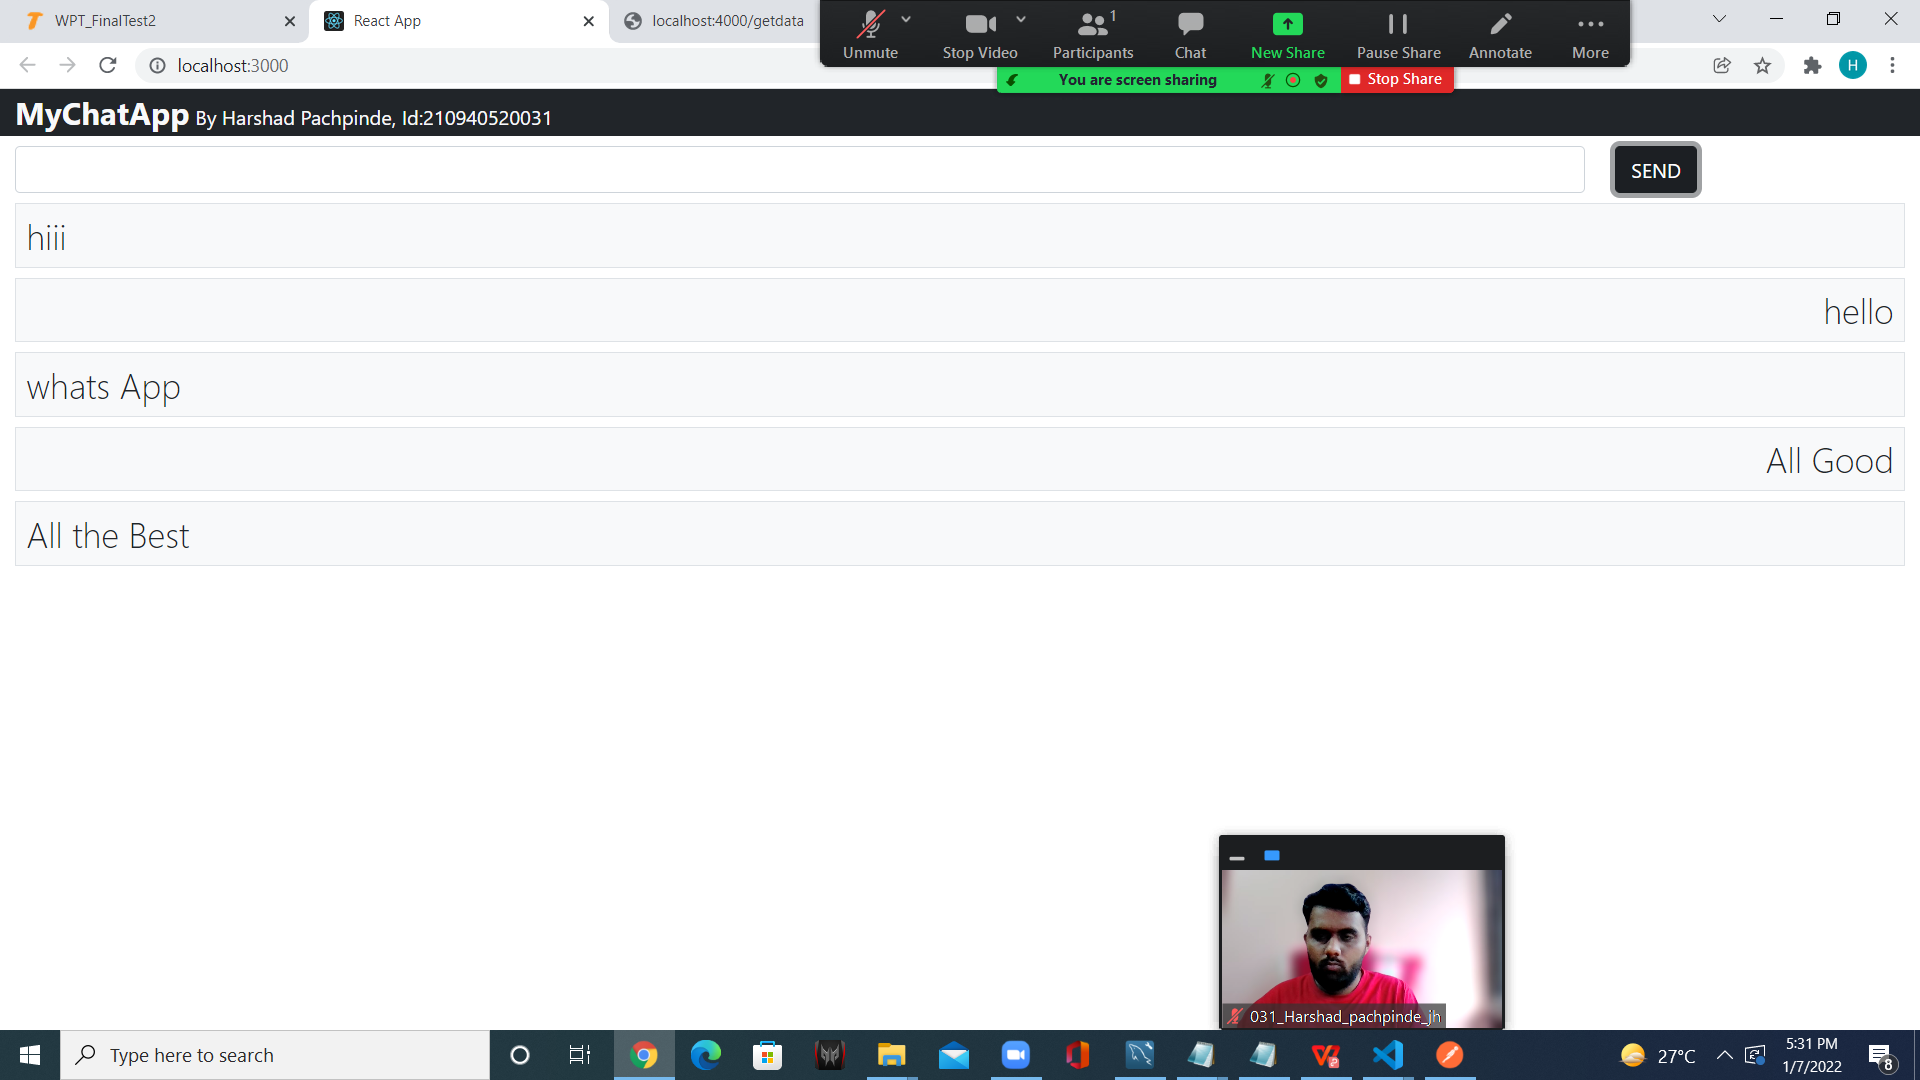 WPT_FinalTest2
React App
localhost:4000/getdata
Unmute
Stop Video
1
Participants
Chat
New Share
Pause Share
Annotate
More
localhost:3000
You are screen sharing
Stop Share
H
MyChatApp By Harshad Pachpinde, Id:210940520031
SEND
hiii
hello
whats App
All Good
All the Best
031_Harshad_pachpinde_jh
Type here to search
27°C
5:31 PM
1/7/2022
8